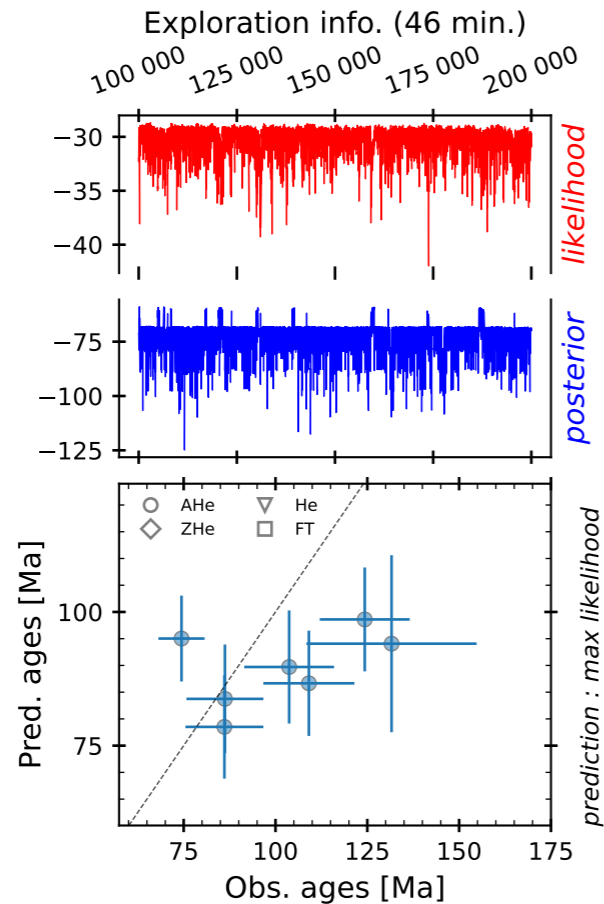 Exploration info. (46 min.)
100 000 125 000 150 000 175 000 200 000
−30
−35
−40
likelihood
−75
−100
−125
posterior
AHe He
ZHe FT
100
75
Pred. ages [Ma]
prediction : max likelihood
75 100 125 150 175
Obs. ages [Ma]